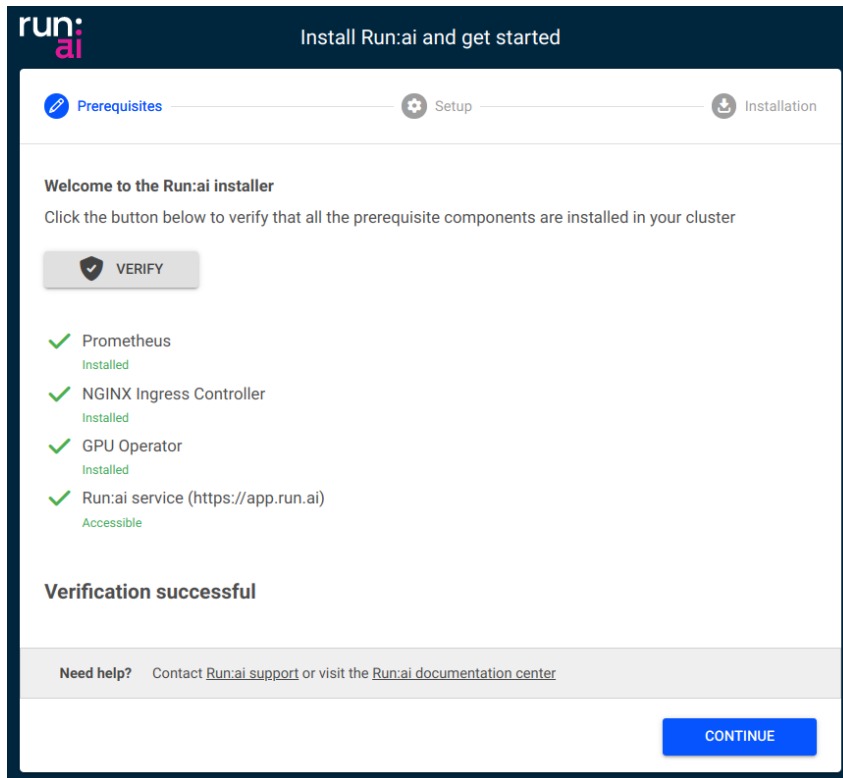 run:
ai
Install Run:ai and get started
Prerequisites
Setup
Installation
Welcome to the Run:ai installer
Click the button below to verify that all the prerequisite components are installed in your cluster
VERIFY
Prometheus
Installed
NGINX Ingress Controller
Installed
GPU Operator
Installed
Run:ai service (https://app.run.ai)
Accessible
Verification successful
Need help? Contact Run:ai support or visit the Run:ai documentation center
CONTINUE